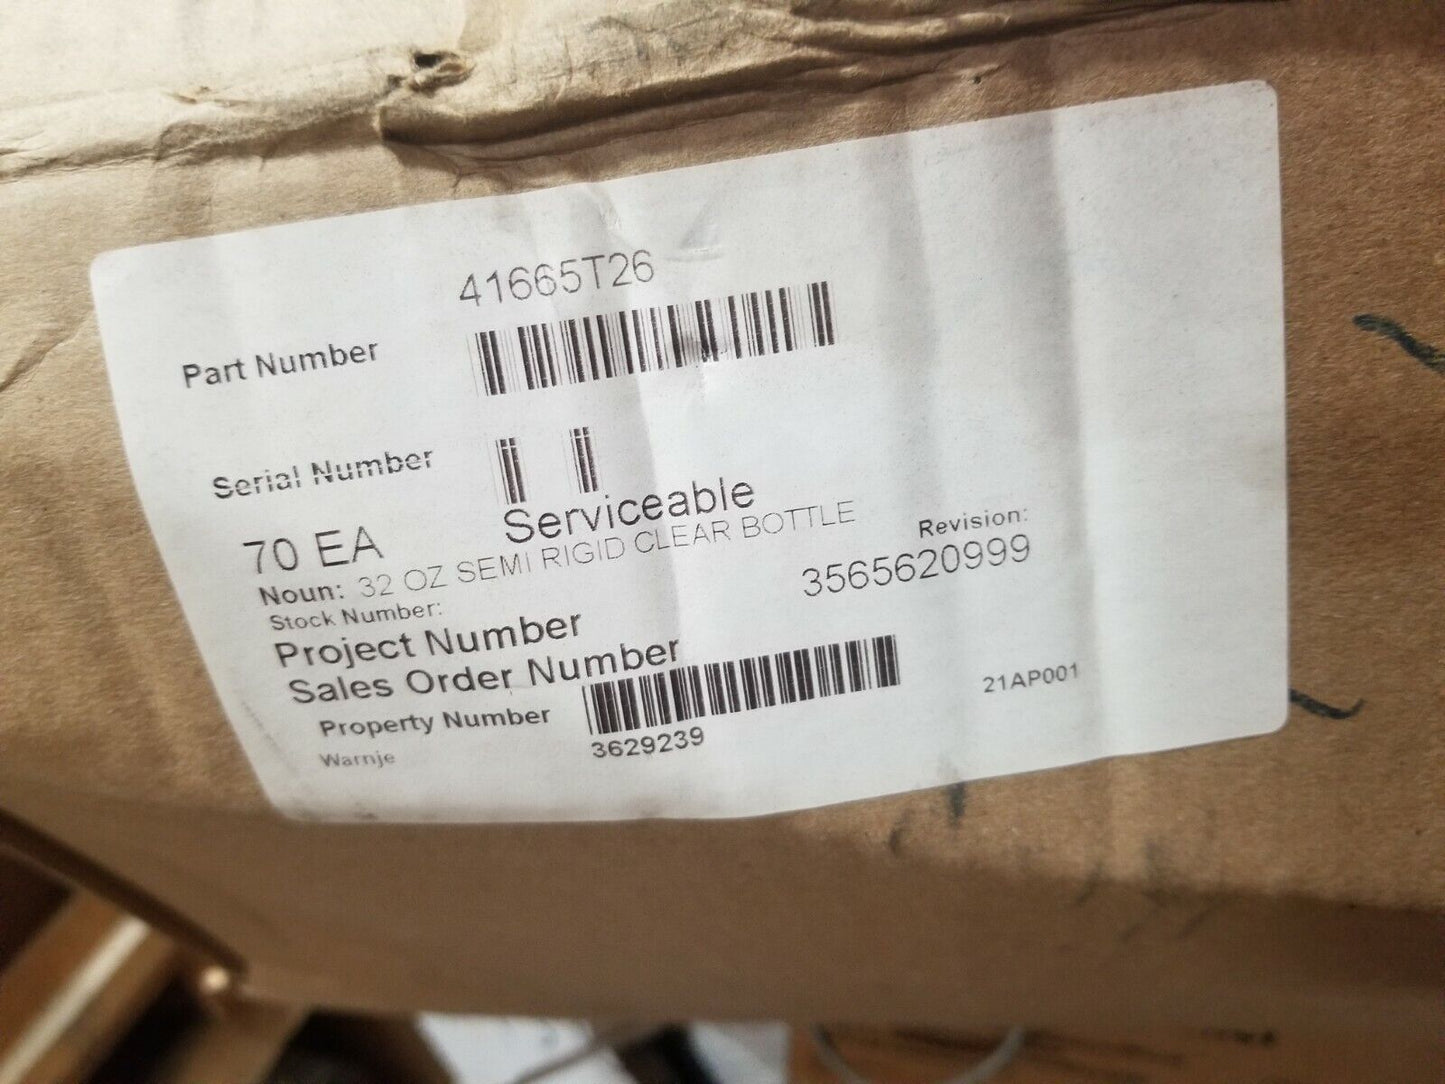 41665T26
Part Number
Serial Number
70 EA Serviceable
Noun: 32 OZ SEMI RIGID CLEAR BOTTLE
Revision:
Stock Number:
3565620999
Project Number
Sales Order Number
Property Number
21AP001
3629239
Warnje